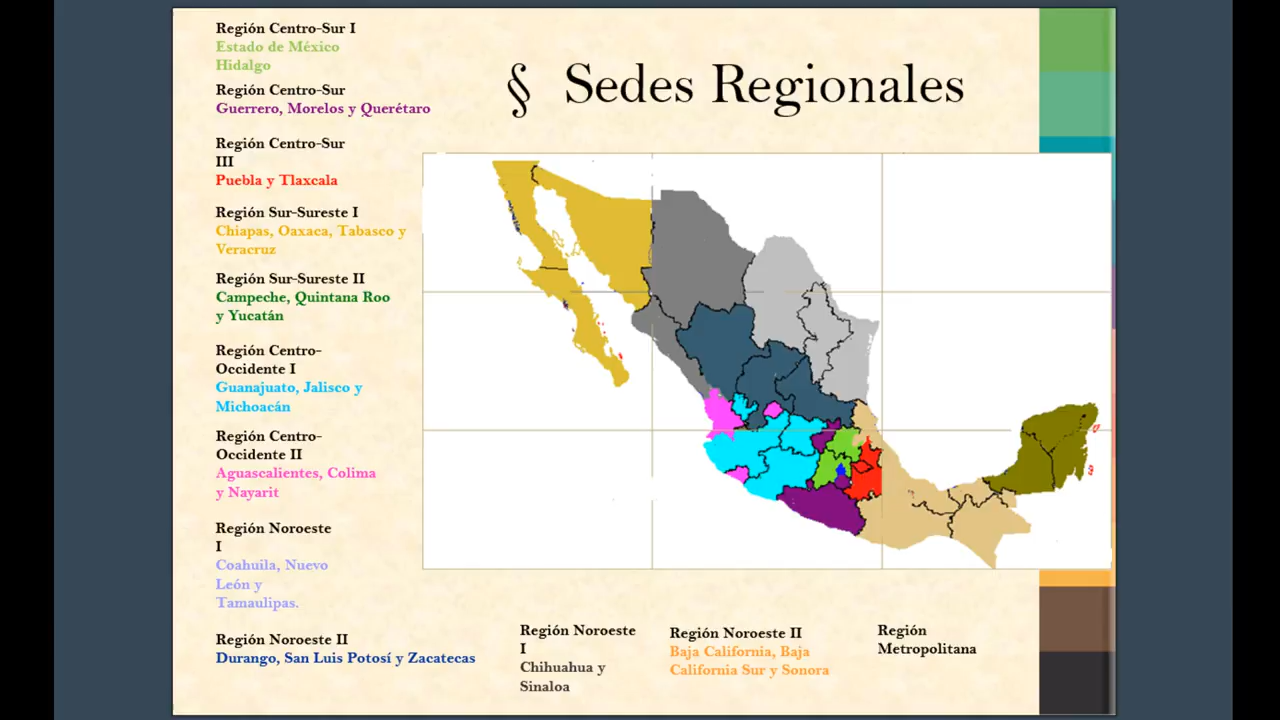 § Sedes Regionales
Región Centro-Sur I
Estado de México
Hidalgo
Región Centro-Sur
Guerrero, Morelos y Querétaro
Región Centro-Sur
III
Puebla y Tlaxcala
Región Sur-Sureste I
Chiapas, Oaxaca, Tabasco y
Veracruz
Región Sur-Sureste II
Campeche, Quintana Roo
y Yucatán
Región Centro-
Occidente I
Guanajuato, Jalisco y
Michoacán
Región Centro-
Occidente II
Aguascalientes, Colima
y Nayarit
Región Noroeste
I
Coahuila, Nuevo
León y
Tamaulipas.
Región Noroeste II
Durango, San Luis Potosí y Zacatecas
Región Noroeste
I
Chihuahua y
Sinaloa
Región Noroeste II
Baja California, Baja
California Sur y Sonora
Región
Metropolitana